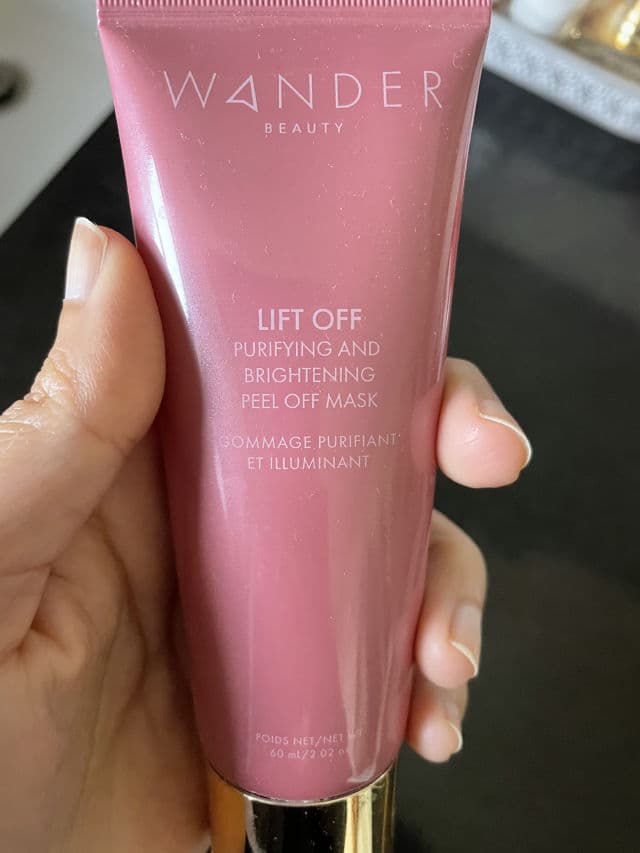 WANDER
BEAUTY
LIFT OFF
PURIFYING AND
BRIGHTENING
PEEL OFF MASK
GOMMAGE PURIFIANT
ET ILLUMINANT
POIDS NET/NET
60 mL/2 02